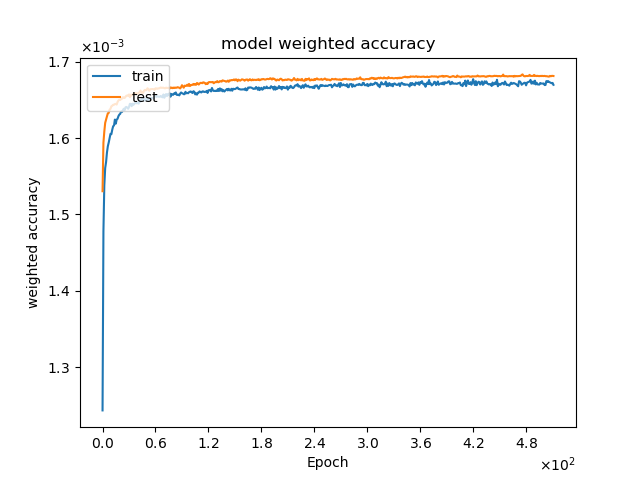 ×10⁻³
model weighted accuracy
1.7
1.6
1.5
1.4
1.3
weighted accuracy
train
test
0.0 0.6 1.2 1.8 2.4 3.0 3.6 4.2 4.8
Epoch
×10²